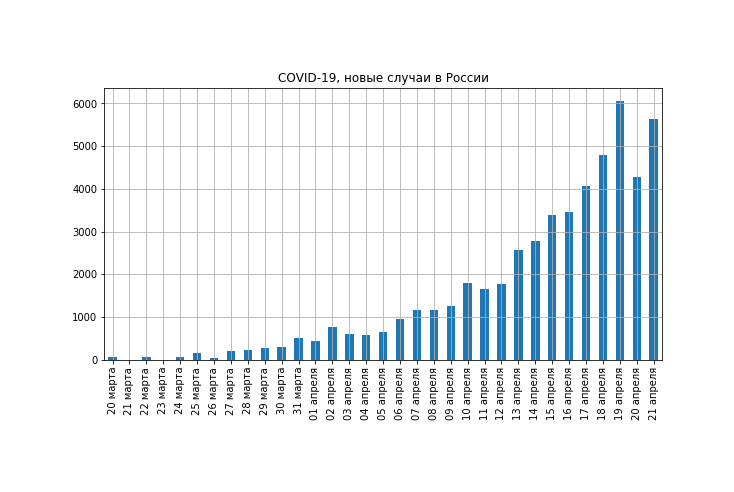 COVID-19, новые случаи в России
6000
5000
4000
3000
2000
1000
0
20 марта
21 марта
22 марта
23 марта
24 марта
25 марта
26 марта
27 марта
28 марта
29 марта
30 марта
31 марта
01 апреля
02 апреля
03 апреля
04 апреля
05 апреля
06 апреля
07 апреля
08 апреля
09 апреля
10 апреля
11 апреля
12 апреля
13 апреля
14 апреля
15 апреля
16 апреля
17 апреля
18 апреля
19 апреля
20 апреля
21 апреля